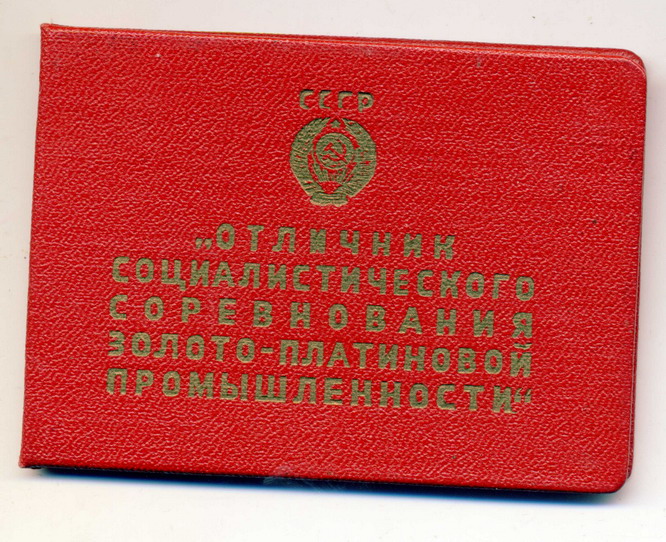 СССР
„ОТЛИЧНИК
СОЦИАЛИСТИЧЕСКОГО
СОРЕВНОВАНИЯ
ЗОЛОТО-ПЛАТИНОВОЙ
ПРОМЫШЛЕННОСТИ“